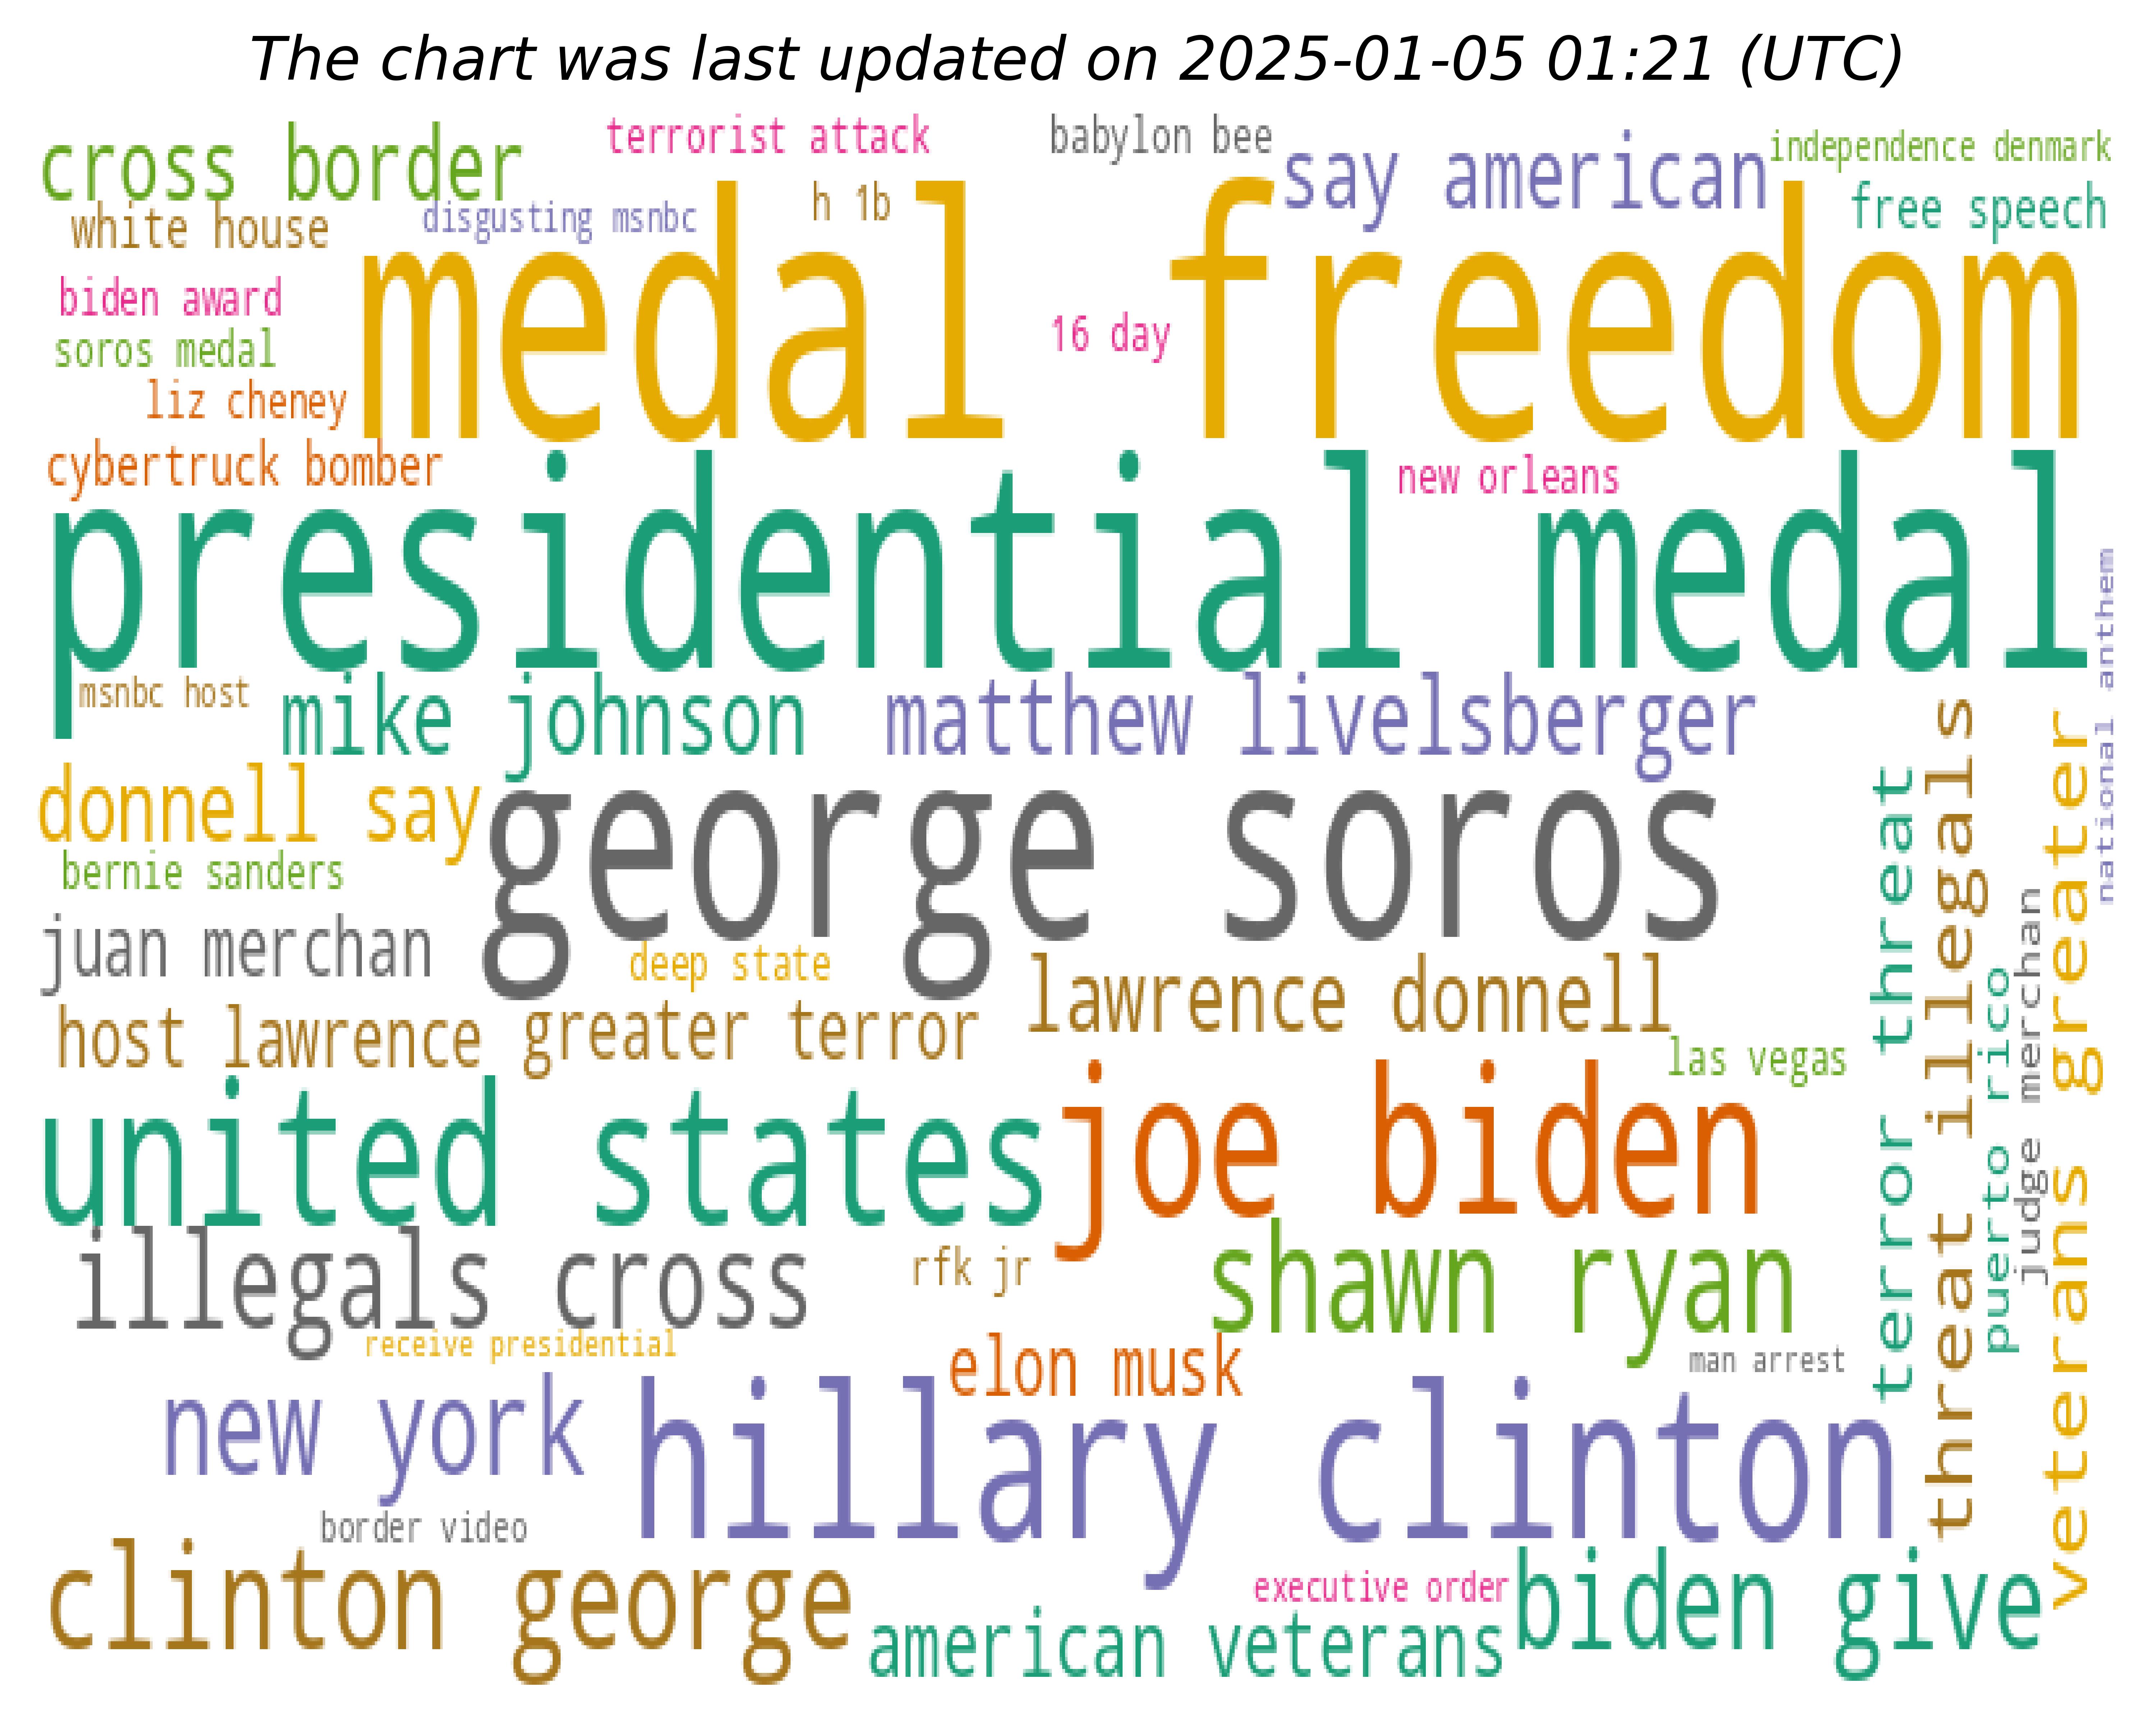 The chart was last updated on 2025-01-05 01:21 (UTC)
cross border
terrorist attack
babylon bee
say american
independence denmark
white house
disgusting msnbc
h 1b
free speech
medal freedom
biden award
16 day
soros medal
liz cheney
cybertruck bomber
new orleans
presidential medal
national anthem
msnbc host
mike johnson
matthew livelsberger
donnell say
george soros
bernie sanders
juan merchan
deep state
lawrence donnell
host lawrence
greater terror
las vegas
terror threat
threat illegals
puerto rico
judge merchan
veterans greater
united states
joe biden
illegals cross
rfk jr
shawn ryan
receive presidential
elon musk
man arrest
new york
hillary clinton
border video
clinton george
executive order
biden give
american veterans